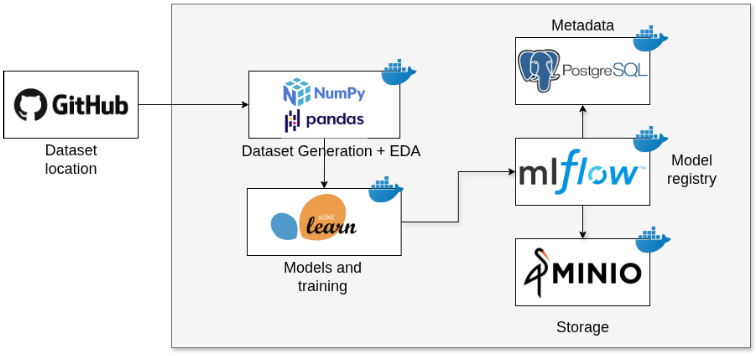 Metadata
PostgreSQL
GitHub
NumPy
pandas
Dataset
location
Dataset Generation + EDA
mlflow™
Model
registry
scikit
learn
Models and
training
MINIO
Storage